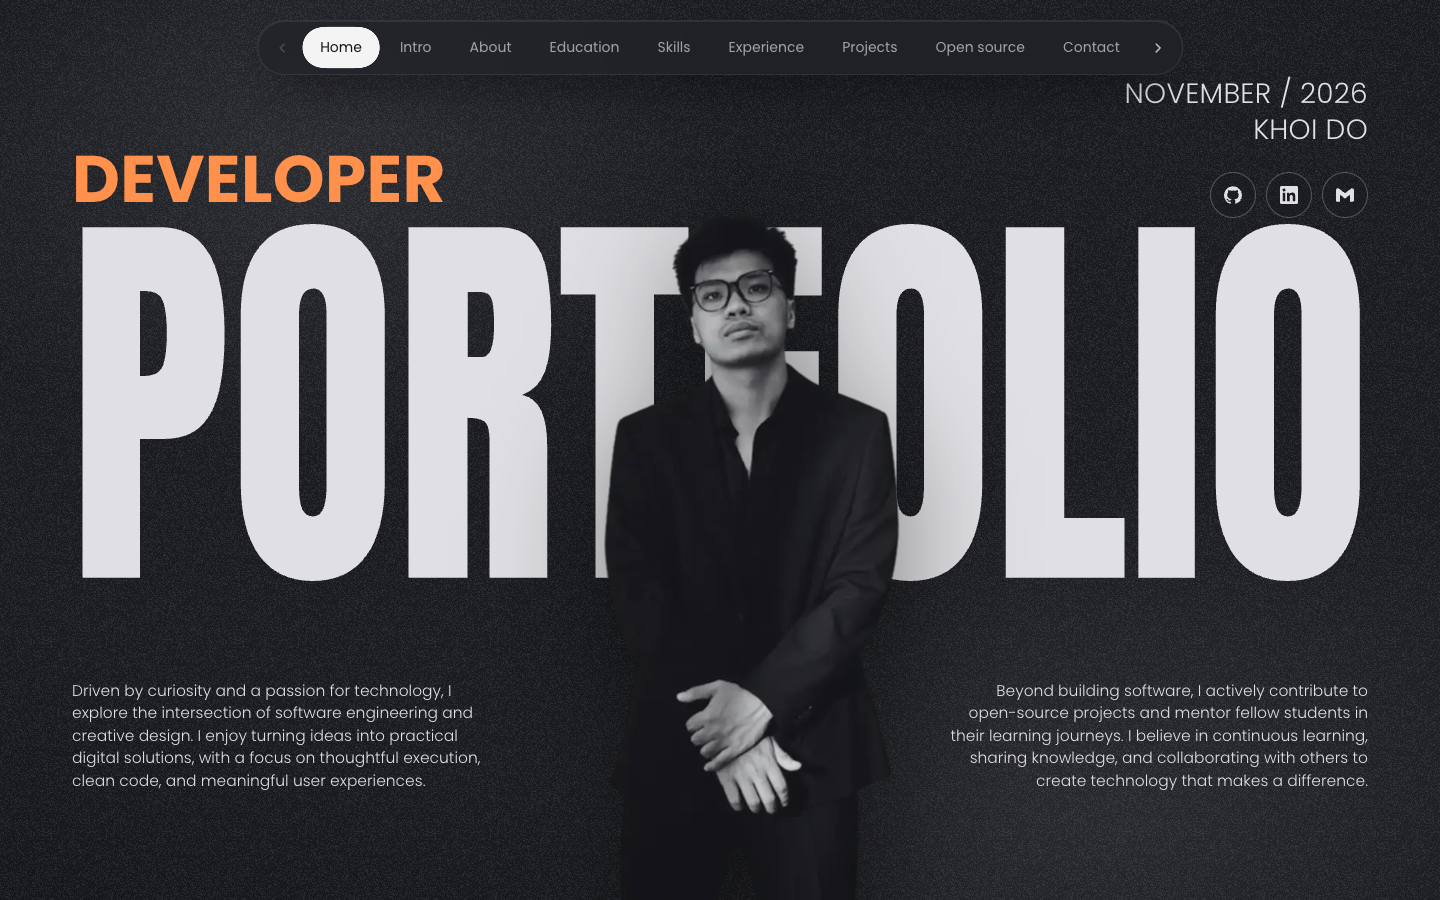 Home Intro About Education Skills Experience Projects Open source Contact
NOVEMBER / 2026
KHOI DO
DEVELOPER
PORTFOLIO
Driven by curiosity and a passion for technology, I
explore the intersection of software engineering and
creative design. I enjoy turning ideas into practical
digital solutions, with a focus on thoughtful execution,
clean code, and meaningful user experiences.
Beyond building software, I actively contribute to
open-source projects and mentor fellow students in
their learning journeys. I believe in continuous learning,
sharing knowledge, and collaborating with others to
create technology that makes a difference.